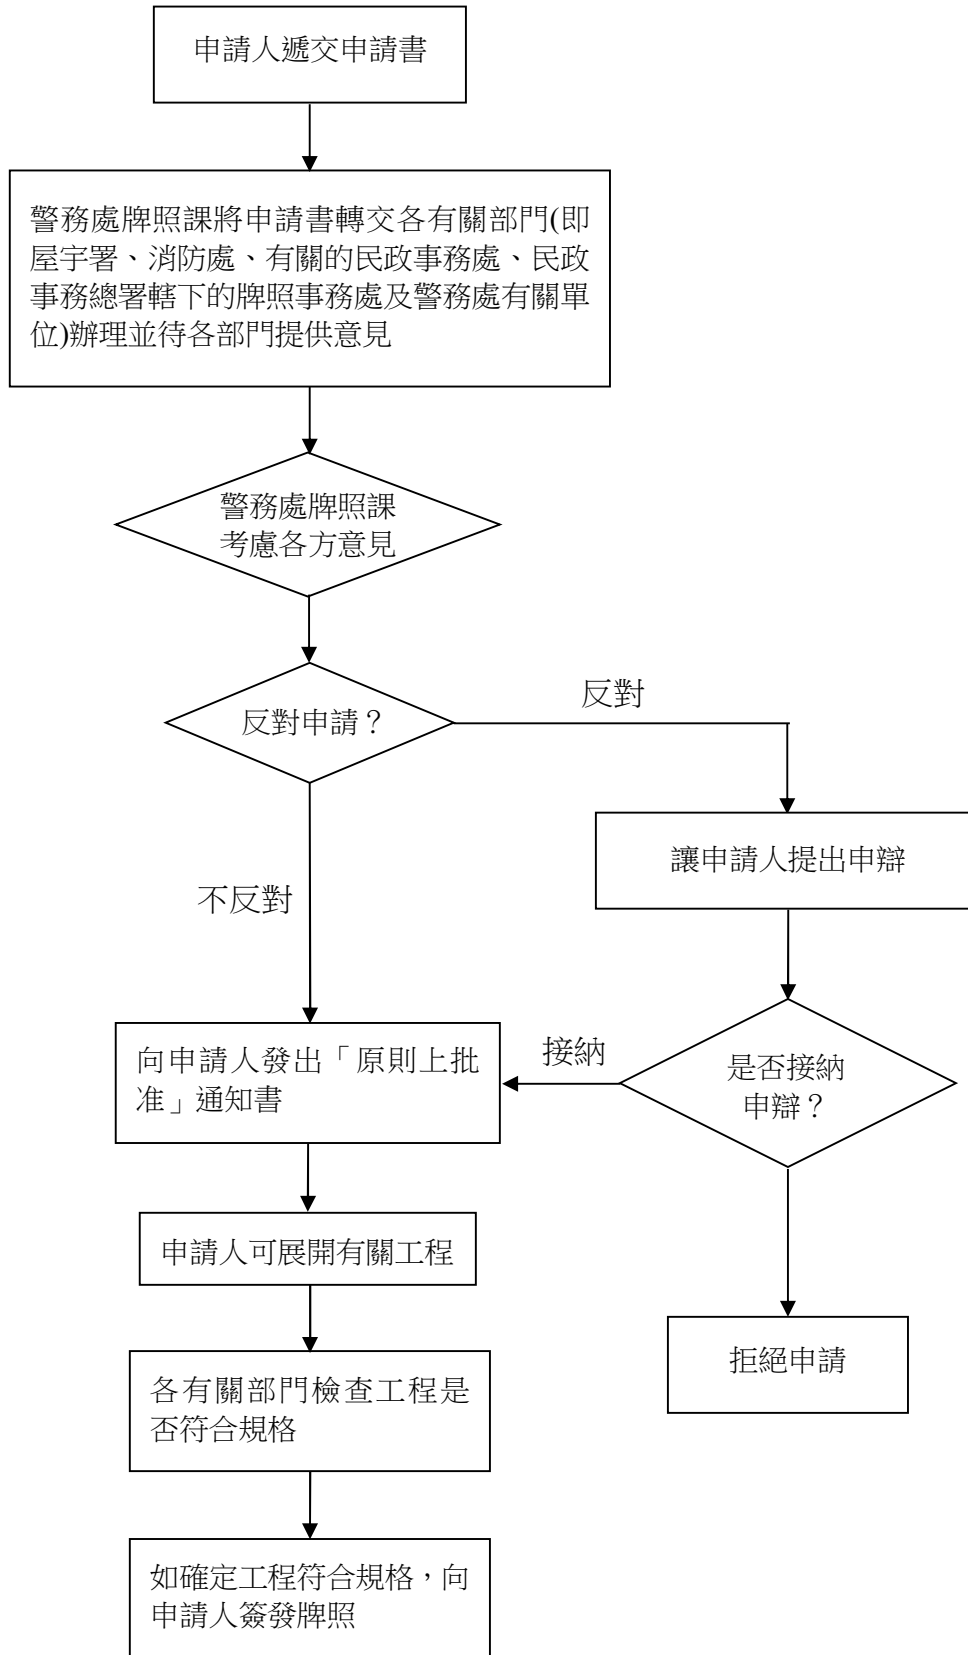 申請人遞交申請書
警務處牌照課將申請書轉交各有關部門(即
屋宇署、消防處、有關的民政事務處、民政
事務總署轄下的牌照事務處及警務處有關單
位)辦理並待各部門提供意見
警務處牌照課
考慮各方意見
反對申請？
反對
讓申請人提出申辯
不反對
向申請人發出「原則上批
准」通知書
接納
是否接納
申辯？
申請人可展開有關工程
拒絕申請
各有關部門檢查工程是
否符合規格
如確定工程符合規格，向
申請人簽發牌照